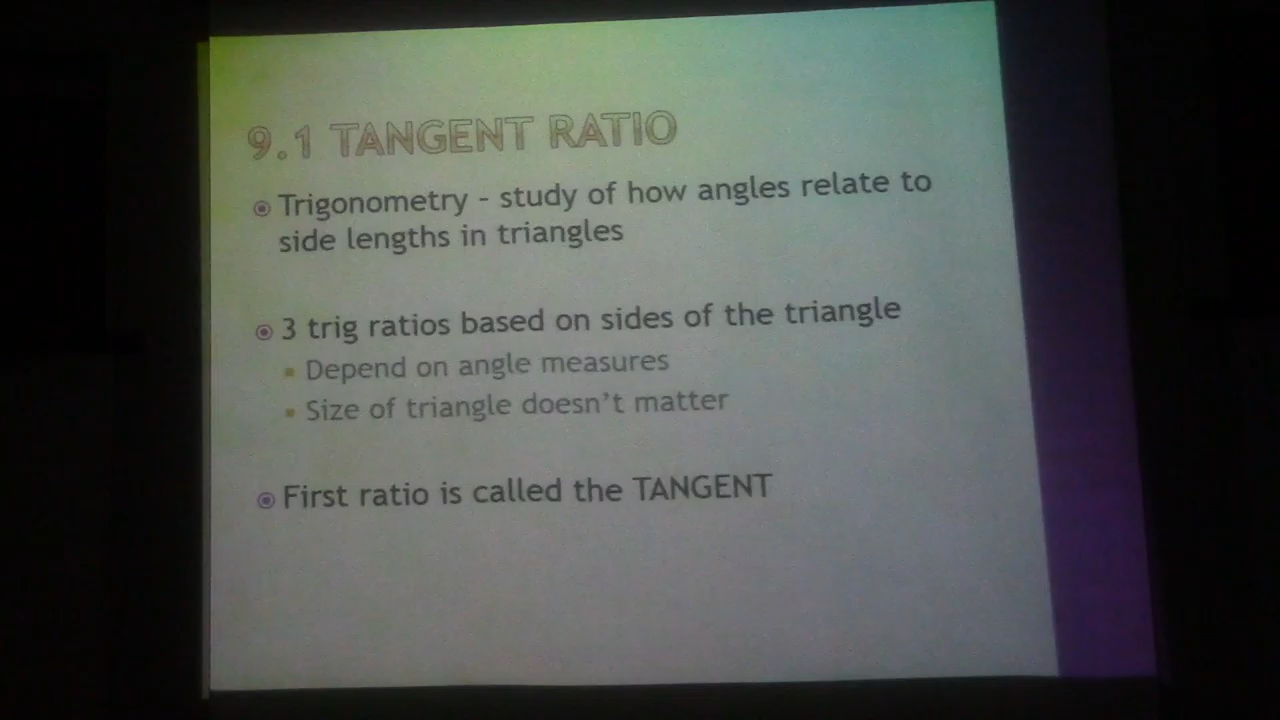 9.1 TANGENT RATIO
Trigonometry - study of how angles relate to
side lengths in triangles
3 trig ratios based on sides of the triangle
Depend on angle measures
Size of triangle doesn't matter
First ratio is called the TANGENT